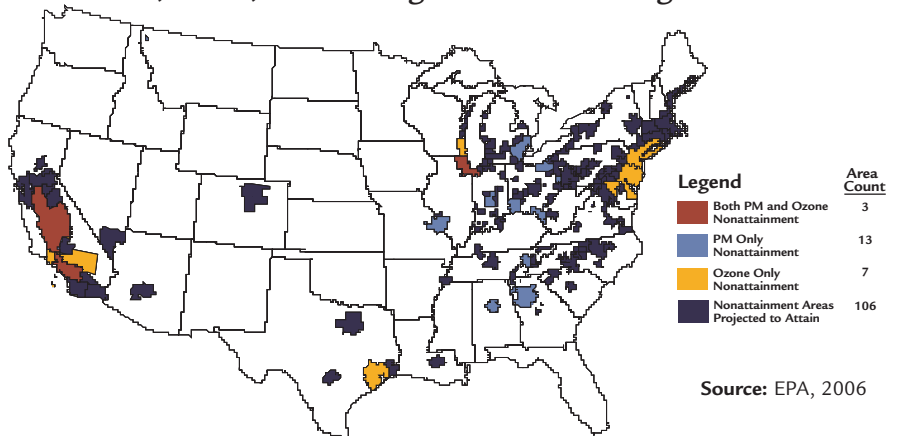 Legend
Area
Count
Both PM and Ozone
Nonattainment
3
PM Only
Nonattainment
13
Ozone Only
Nonattainment
7
Nonattainment Areas
Projected to Attain
106
Source: EPA, 2006